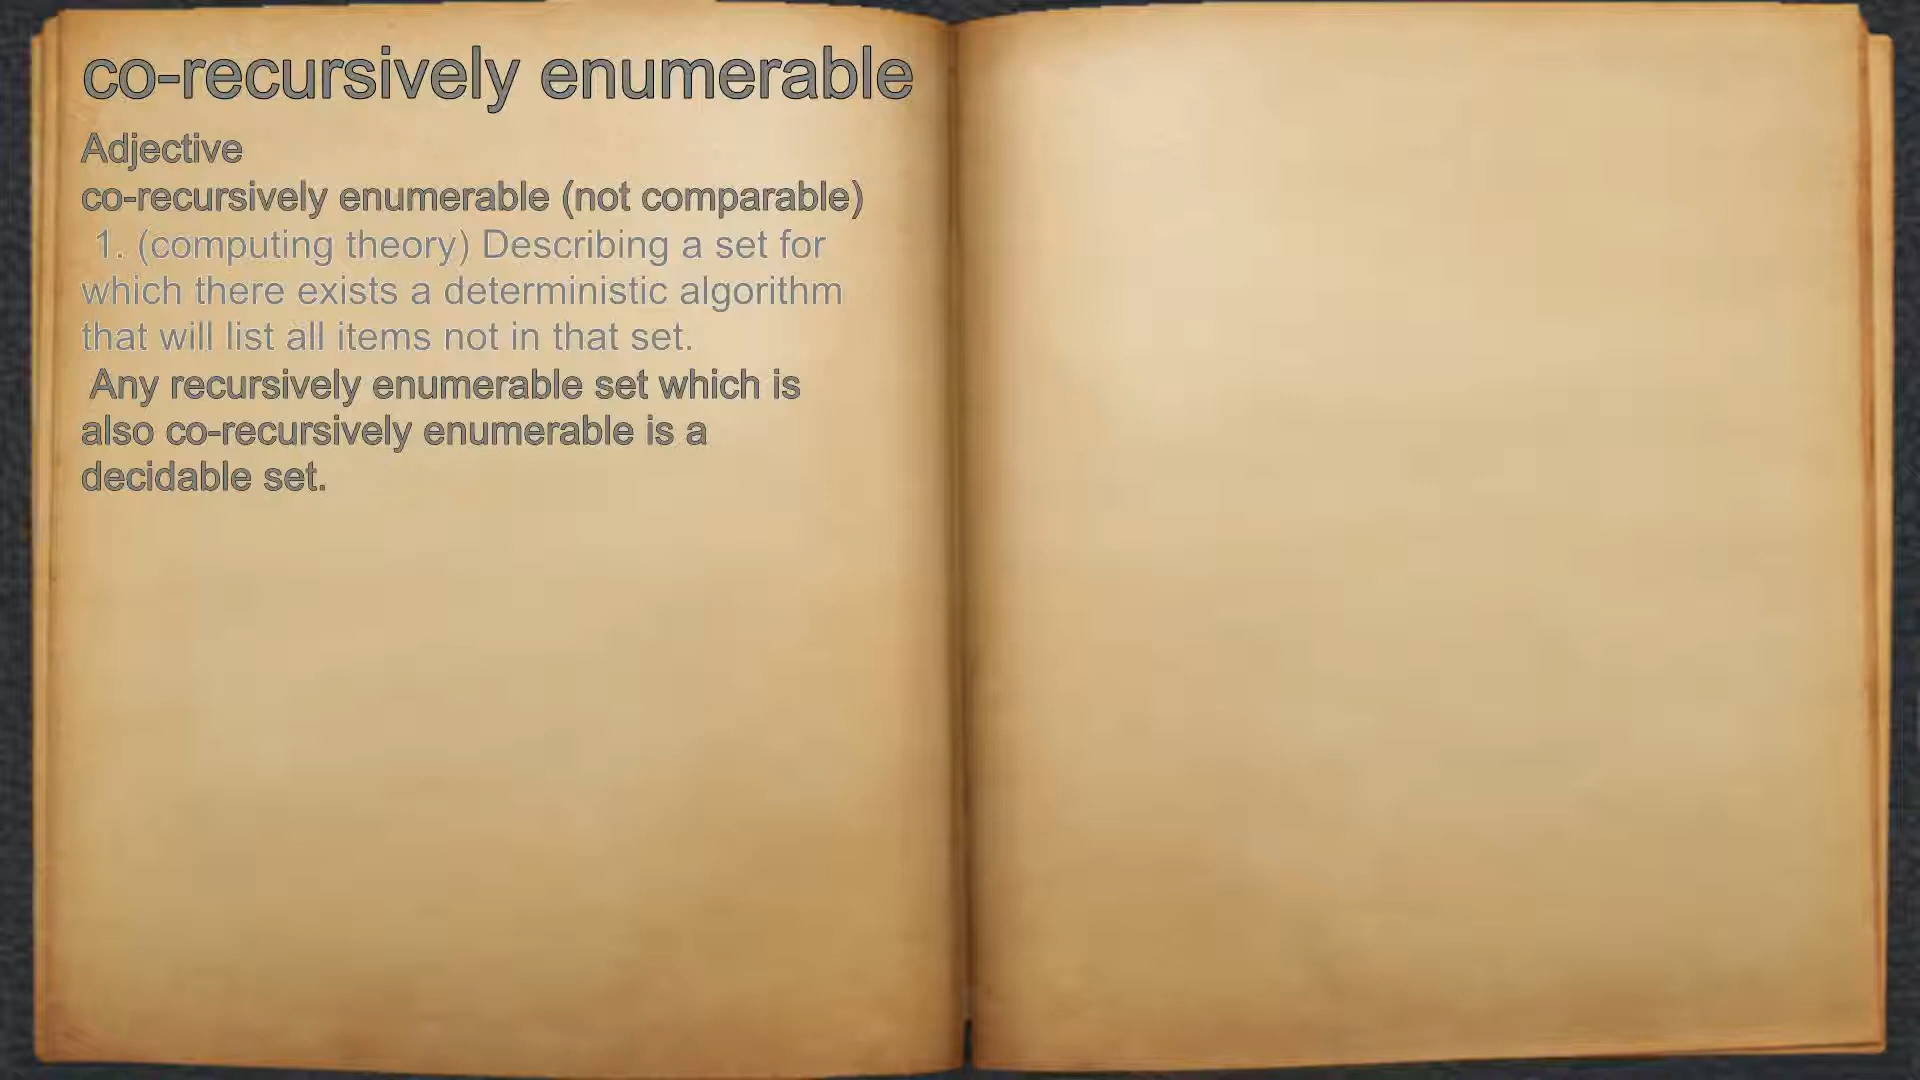 co-recursively enumerable
Adjective
co-recursively enumerable (not comparable)
1. (computing theory) Describing a set for
which there exists a deterministic algorithm
that will list all items not in that set.
Any recursively enumerable set which is
also co-recursively enumerable is a
decidable set.